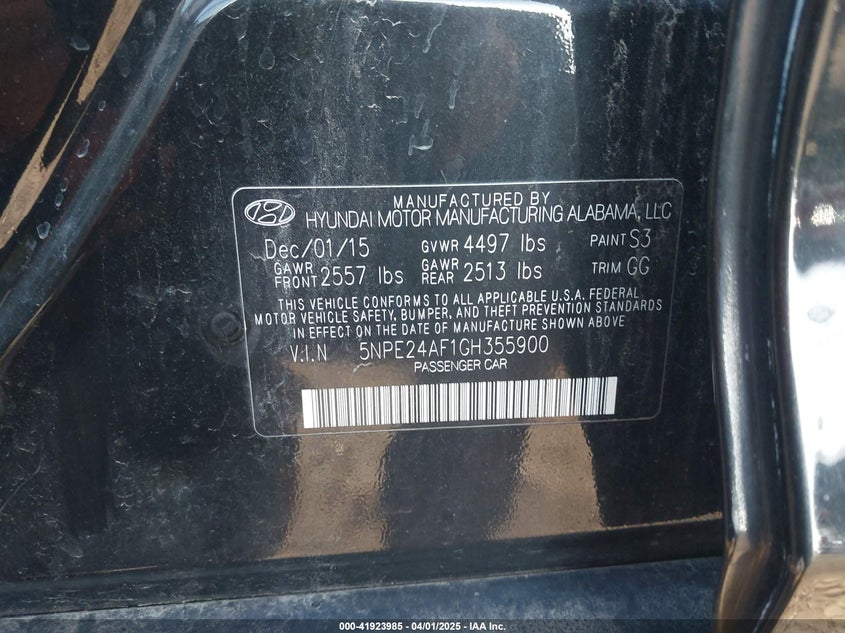 MANUFACTURED BY
HYUNDAI MOTOR MANUFACTURING ALABAMA, LLC
Dec/01/15 GVWR 4497 lbs PAINT S3
GAWR FRONT 2557 lbs GAWR REAR 2513 lbs TRIM GG
THIS VEHICLE CONFORMS TO ALL APPLICABLE U.S.A. FEDERAL
MOTOR VEHICLE SAFETY, BUMPER, AND THEFT PREVENTION STANDARDS
IN EFFECT ON THE DATE OF MANUFACTURE SHOWN ABOVE
V.I.N 5NPE24AF1GH355900
PASSENGER CAR
000-41923985 / 04/01/2025 - IAA Inc.